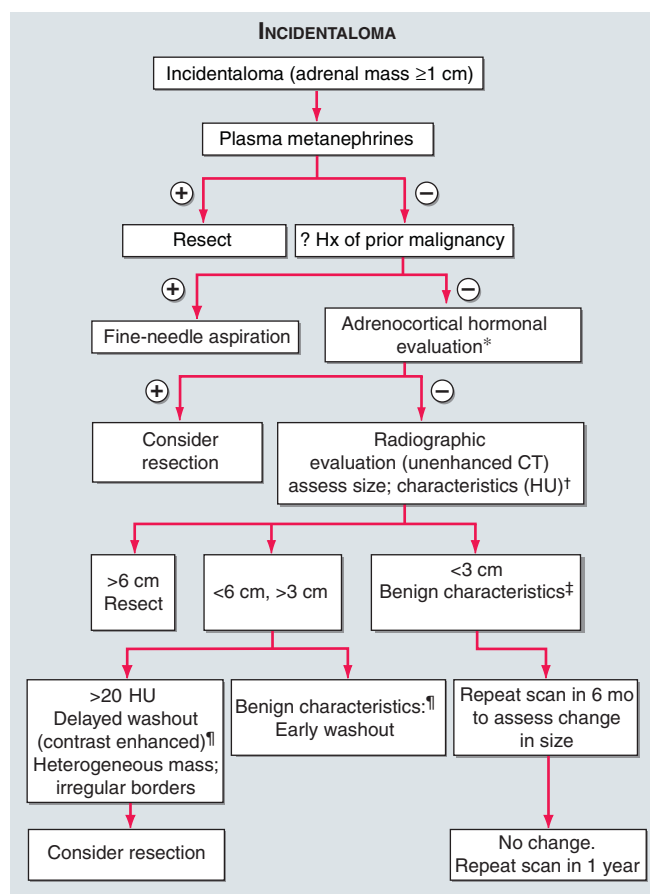 INCIDENTALOMA
Incidentaloma (adrenal mass ≥1 cm)
Plasma metanephrines
+
−
Resect
? Hx of prior malignancy
+
−
Fine-needle aspiration
Adrenocortical hormonal
evaluation*
+
−
Consider
resection
Radiographic
evaluation (unenhanced CT)
assess size; characteristics (HU)†
>6 cm
Resect
<6 cm, >3 cm
<3 cm
Benign characteristics‡
>20 HU
Delayed washout
(contrast enhanced)¶
Heterogeneous mass;
irregular borders
Benign characteristics:¶
Early washout
Repeat scan in 6 mo
to assess change
in size
Consider resection
No change.
Repeat scan in 1 year